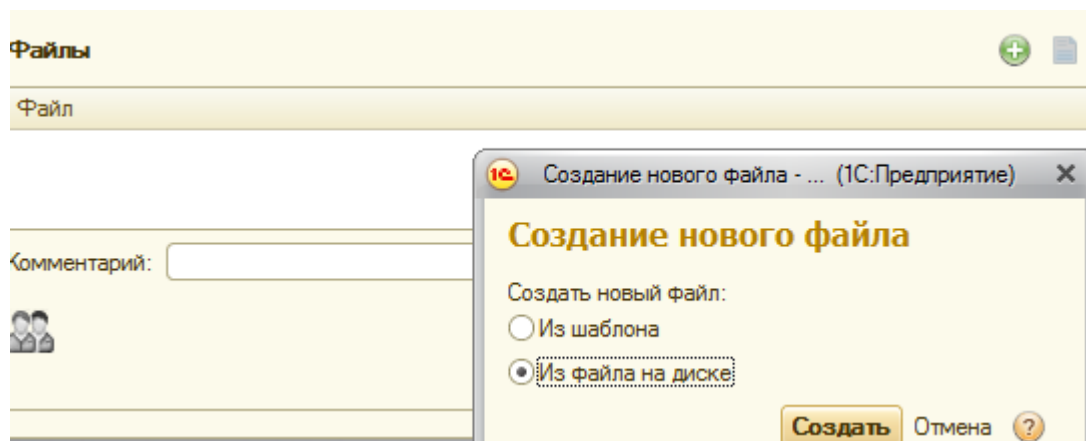 Файлы
Файл
1С Создание нового файла - ... (1С:Предприятие)
Создание нового файла
Комментарий:
Создать новый файл:
Из шаблона
Из файла на диске
Создать Отмена ?